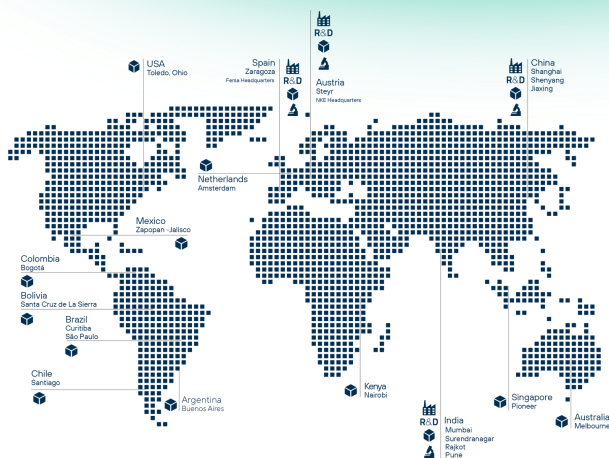 R&D
USA
Toledo, Ohio
Spain
Zaragoza
Fersa Headquarters
R&D
Austria
Steyr
NKE Headquarters
R&D
China
Shanghai
Shenyang
Jiaxing
Netherlands
Amsterdam
Mexico
Zapopan -Jalisco
Colombia
Bogotá
Bolivia
Santa Cruz de La Sierra
Brazil
Curitiba
São Paulo
Chile
Santiago
Argentina
Buenos Aires
Kenya
Nairobi
R&D
India
Mumbai
Surendranagar
Rajkot
Pune
Singapore
Pioneer
Australia
Melbourne